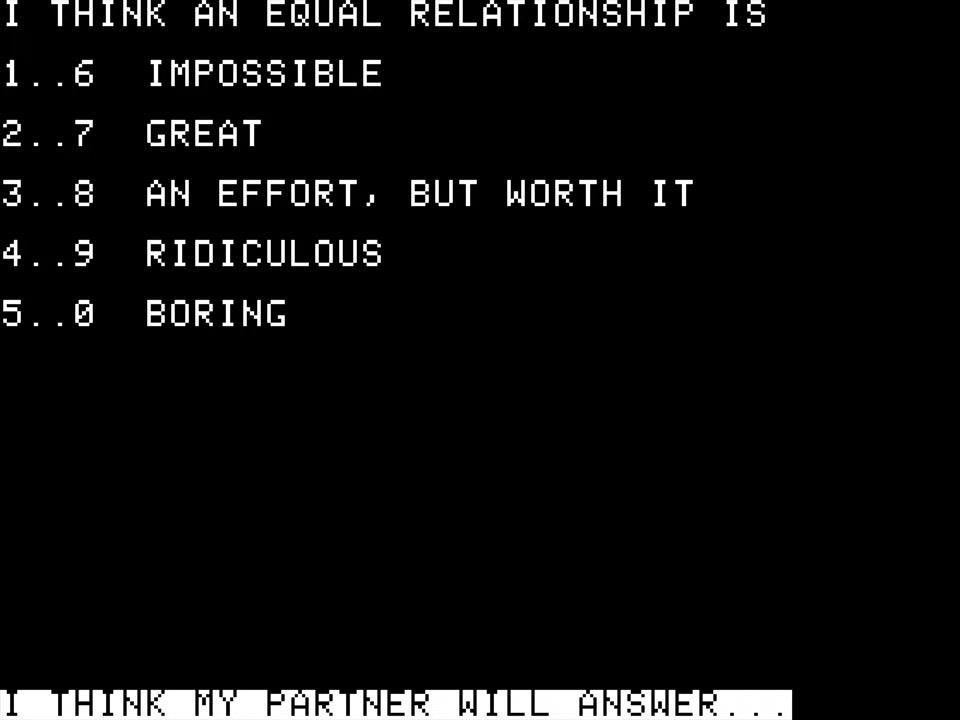 I THINK AN EQUAL RELATIONSHIP IS
1..6 IMPOSSIBLE
2..7 GREAT
3..8 AN EFFORT, BUT WORTH IT
4..9 RIDICULOUS
5..0 BORING
I THINK MY PARTNER WILL ANSWER...